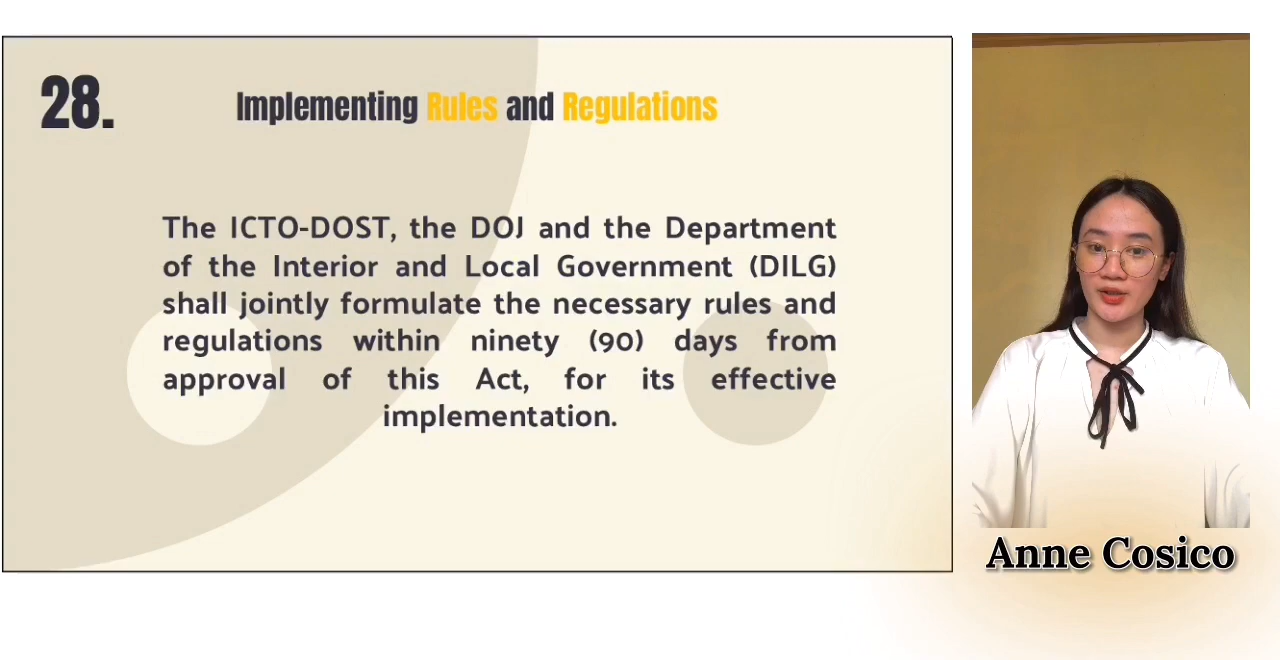 28.
Implementing Rules and Regulations
The ICTO-DOST, the DOJ and the Department
of the Interior and Local Government (DILG)
shall jointly formulate the necessary rules and
regulations within ninety (90) days from
approval of this Act, for its effective
implementation.
Anne Cosico